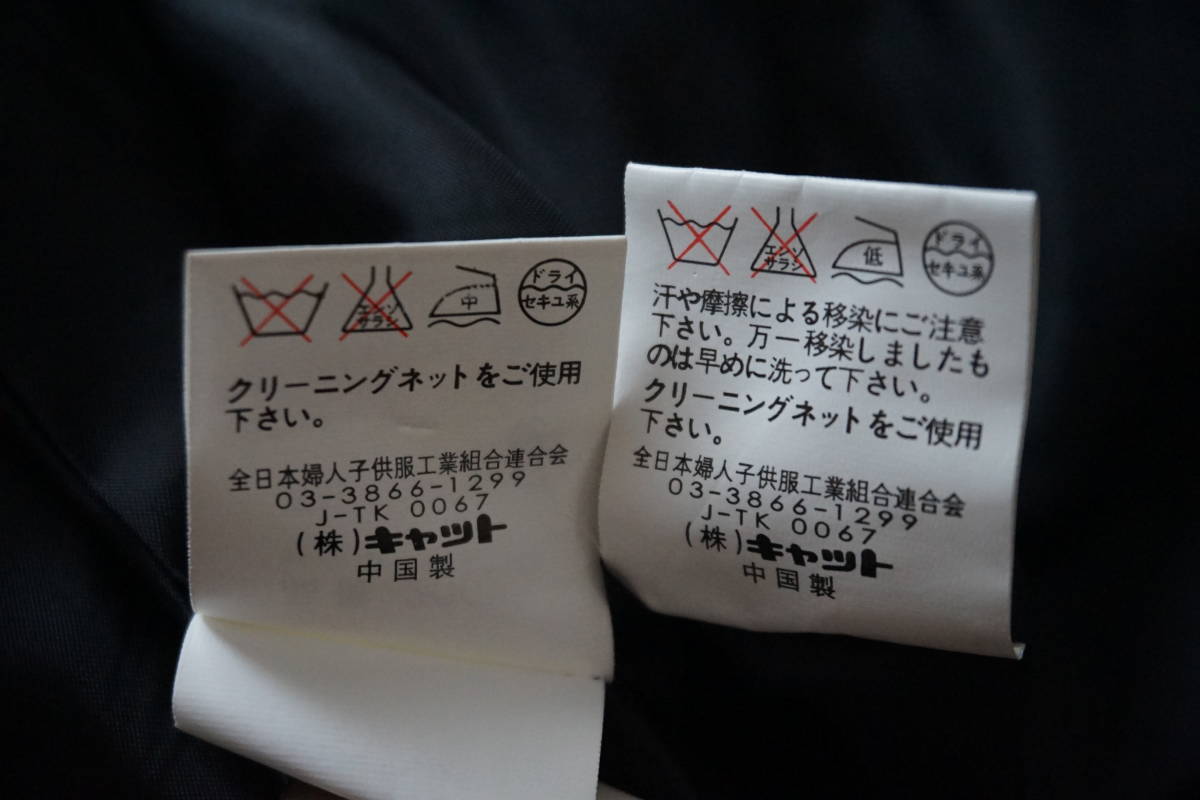 エンソ
サラシ
中
ドライ
セキユ系
クリーニングネットをご使用
下さい。
全日本婦人子供服工業組合連合会
03-3866-1299
J-TK 0067
(株)キャット
中国製
エンソ
サラシ
低
ドライ
セキユ系
汗や摩擦による移染にご注意
下さい。万一移染しましたも
のは早めに洗って下さい。
クリーニングネットをご使用
下さい。
全日本婦人子供服工業組合連合会
03-3866-1299
J-TK 0067
(株)キャット
中国製